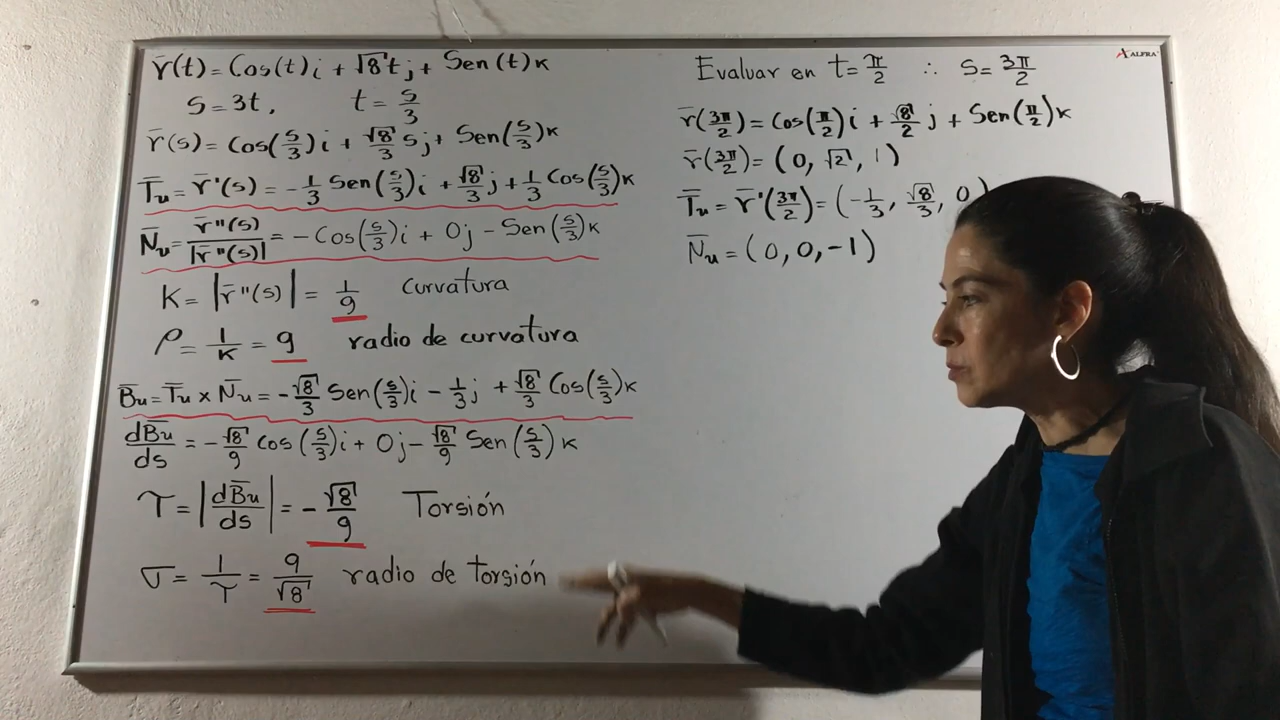 r̄(t) = Cos(t)i + √8 t j + Sen(t)k
s = 3t, t = s/3
r̄(s) = Cos(s/3)i + √8/3 s j + Sen(s/3)k
T̄u = r̄'(s) = -1/3 Sen(s/3)i + √8/3 j + 1/3 Cos(s/3)k
N̄u = r̄''(s)/|r̄''(s)| = -Cos(s/3)i + 0j - Sen(s/3)k
K = |r̄''(s)| = 1/9 Curvatura
ρ = 1/K = 9 radio de curvatura
B̄u = T̄u x N̄u = -√8/3 Sen(s/3)i - 1/3 j + √8/3 Cos(s/3)k
dB̄u/ds = -√8/9 Cos(s/3)i + 0j - √8/9 Sen(s/3)k
τ = |dB̄u/ds| = -√8/9 Torsión
σ = 1/τ = 9/√8 radio de torsión
Evaluar en t = π/2 ∴ s = 3π/2
r̄(3π/2) = Cos(π/2)i + √8/2 j + Sen(π/2)k
r̄(3π/2) = (0, √2, 1)
T̄u = r̄'(3π/2) = (-1/3, √8/3, 0)
N̄u = (0, 0, -1)
ALFRA